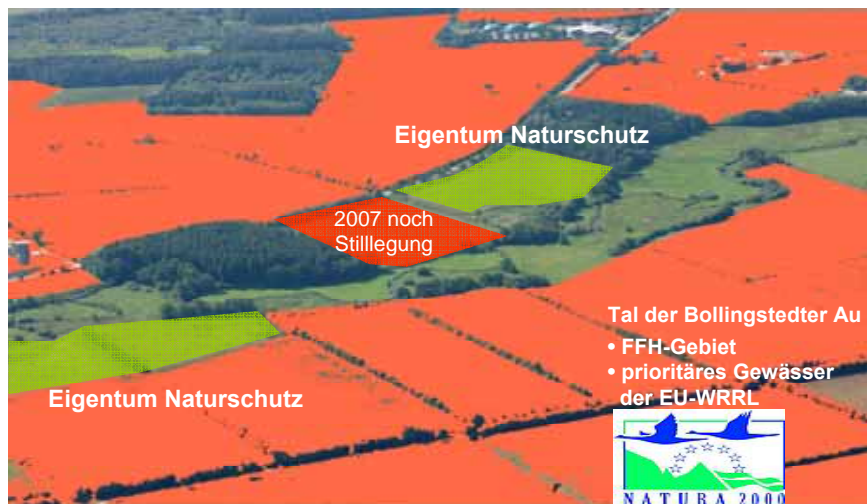 Eigentum Naturschutz
2007 noch
Stilllegung
Eigentum Naturschutz
Tal der Bollingstedter Au
• FFH-Gebiet
• prioritäres Gewässer
der EU-WRRL
NATURA 2000